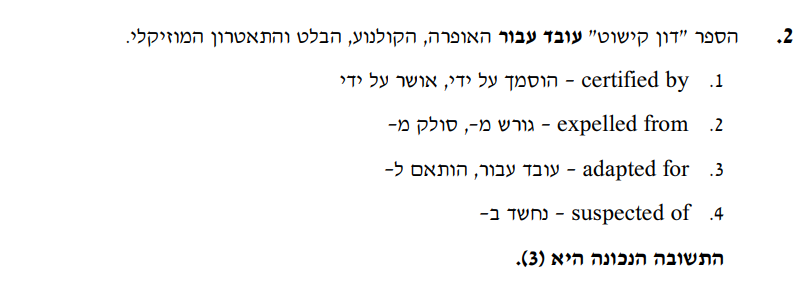 2. הספר "דון קישוט" עובד עבור האופרה, הקולנוע, הבלט והתאטרון המוזיקלי.
1. certified by – הוסמך על ידי, אושר על ידי
2. expelled from – גורש מ-, סולק מ-
3. adapted for – עובד עבור, הותאם ל-
4. suspected of – נחשד ב-
התשובה הנכונה היא (3).